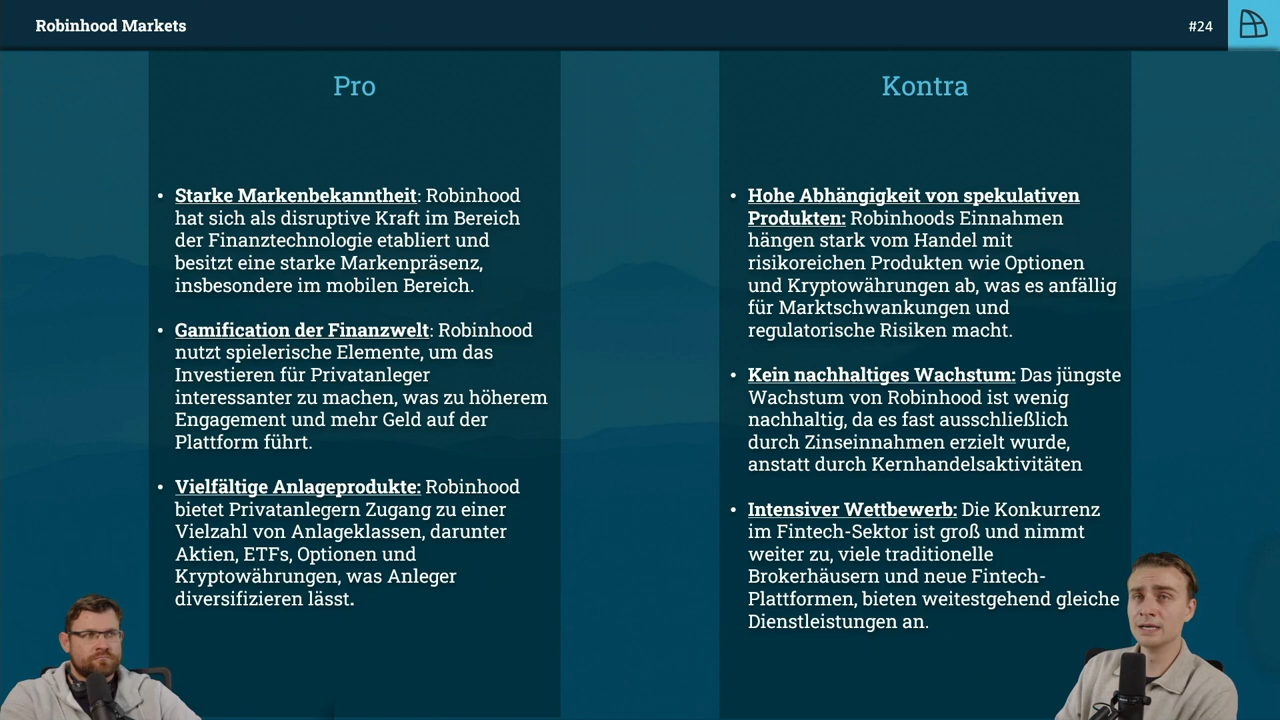 Robinhood Markets
#24
Pro
• Starke Markenbekanntheit: Robinhood
hat sich als disruptive Kraft im Bereich
der Finanztechnologie etabliert und
besitzt eine starke Markenpräsenz,
insbesondere im mobilen Bereich.
• Gamification der Finanzwelt: Robinhood
nutzt spielerische Elemente, um das
Investieren für Privatanleger
interessanter zu machen, was zu höherem
Engagement und mehr Geld auf der
Plattform führt.
• Vielfältige Anlageprodukte: Robinhood
bietet Privatanlegern Zugang zu einer
Vielzahl von Anlageklassen, darunter
Aktien, ETFs, Optionen und
Kryptowährungen, was Anleger
diversifizieren lässt.
Kontra
• Hohe Abhängigkeit von spekulativen
Produkten: Robinhoods Einnahmen
hängen stark vom Handel mit
risikoreichen Produkten wie Optionen
und Kryptowährungen ab, was es anfällig
für Marktschwankungen und
regulatorische Risiken macht.
• Kein nachhaltiges Wachstum: Das jüngste
Wachstum von Robinhood ist wenig
nachhaltig, da es fast ausschließlich
durch Zinseinnahmen erzielt wurde,
anstatt durch Kernhandelsaktivitäten
• Intensiver Wettbewerb: Die Konkurrenz
im Fintech-Sektor ist groß und nimmt
weiter zu, viele traditionelle
Brokerhäusern und neue Fintech-
Plattformen, bieten weitestgehend gleiche
Dienstleistungen an.